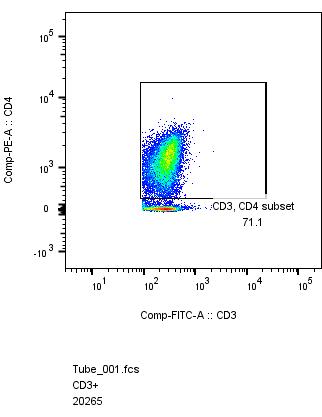 Comp-PE-A :: CD4
10^5
10^4
10^3
0
-10^3
CD3, CD4 subset
71.1
10^1 10^2 10^3 10^4 10^5
Comp-FITC-A :: CD3
Tube_001.fcs
CD3+
20265